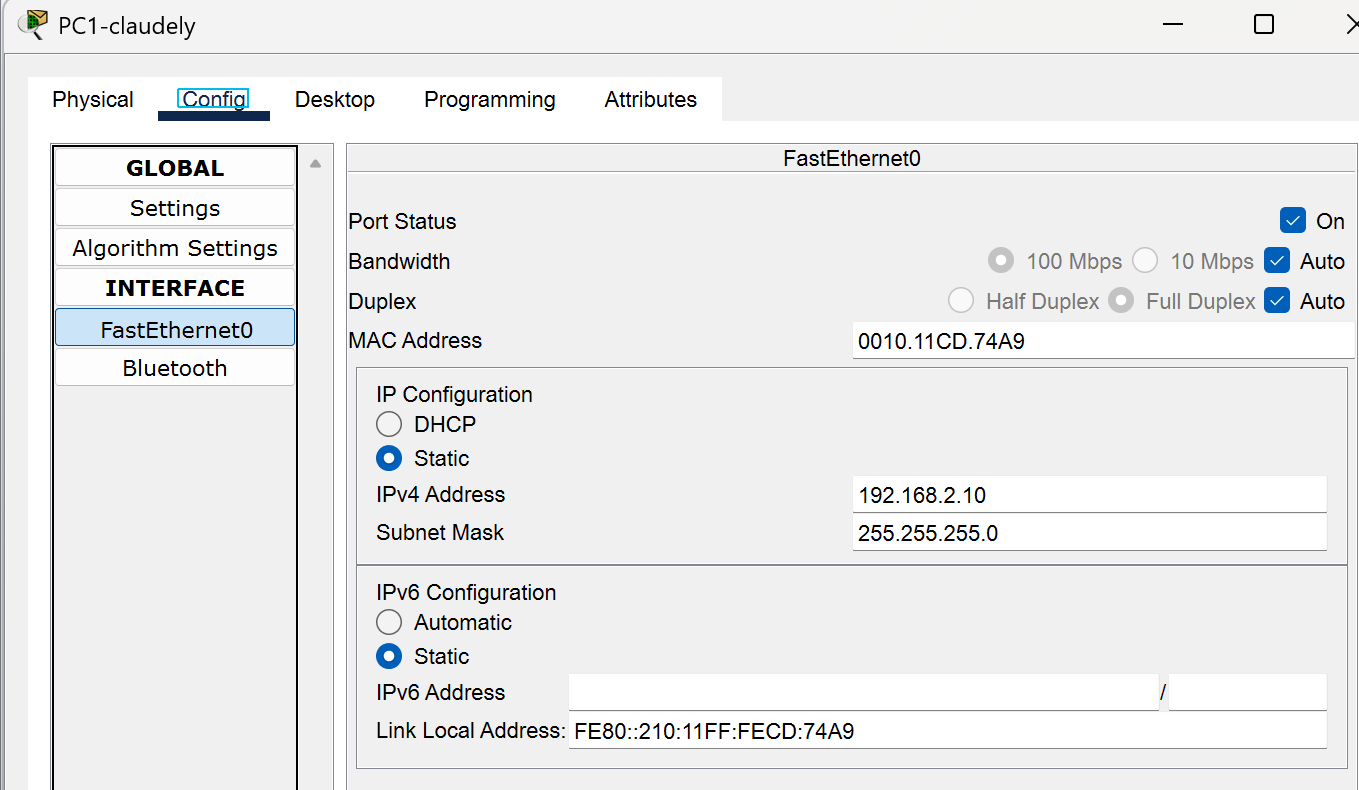 PC1-claudely
Physical Config Desktop Programming Attributes
GLOBAL
Settings
Algorithm Settings
INTERFACE
FastEthernet0
Bluetooth
FastEthernet0
Port Status On
Bandwidth 100 Mbps 10 Mbps Auto
Duplex Half Duplex Full Duplex Auto
MAC Address 0010.11CD.74A9
IP Configuration
DHCP
Static
IPv4 Address 192.168.2.10
Subnet Mask 255.255.255.0
IPv6 Configuration
Automatic
Static
IPv6 Address /
Link Local Address: FE80::210:11FF:FECD:74A9